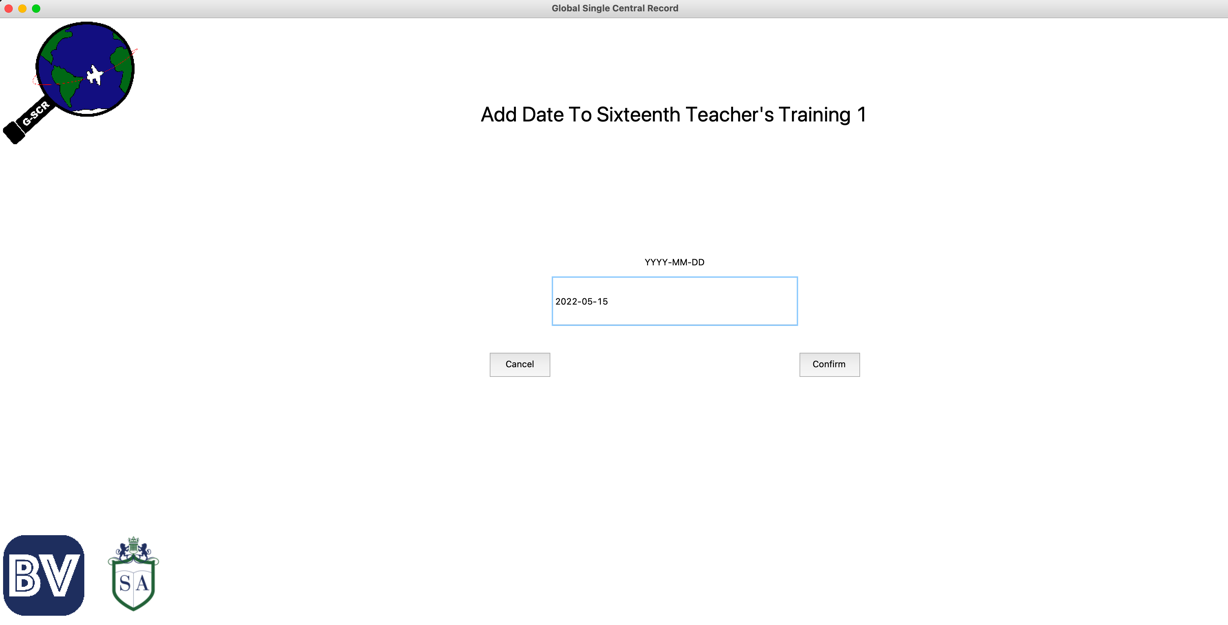 Global Single Central Record
G-SCR
Add Date To Sixteenth Teacher's Training 1
YYYY-MM-DD
2022-05-15
Cancel
Confirm
BV
SA